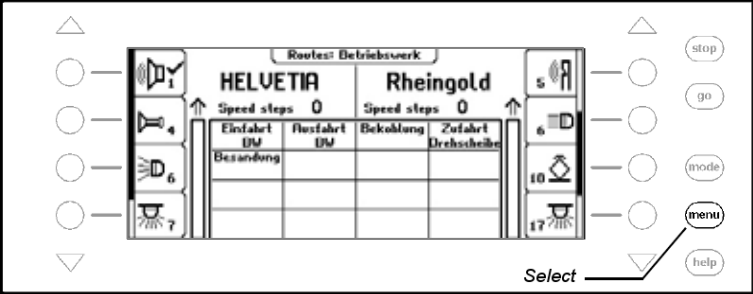 Routes: Betriebswerk
HELVETIA Rheingold
Speed steps 0 Speed steps 0
Einfahrt BW
Ausfahrt BW
Bekohlung
Zufahrt Drehscheibe
Besandung
1
4
6
7
5
6
10
17
stop
go
mode
menu
help
Select